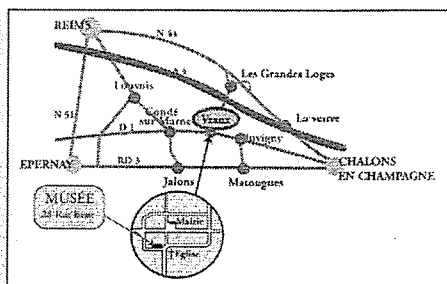 REIMS
N 44
A 4
Les Grandes Loges
Louvois
N 51
Condé
sur Marne
Vraux
La veuve
D 1
Juvigny
EPERNAY
RD 3
CHALONS
EN CHAMPAGNE
Jalons
Matougues
MUSÉE
Mairie
Eglise